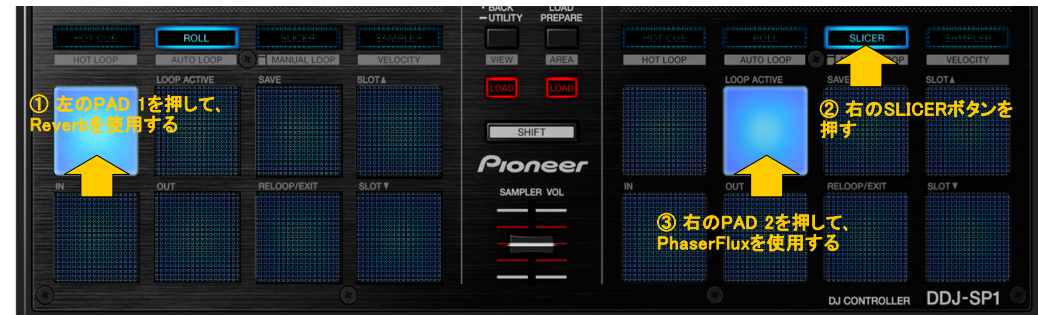 BACK
LOAD
– UTILITY
PREPARE
HOT CUE
ROLL
SLICER
SAMPLER
HOT CUE
ROLL
SLICER
SAMPLER
HOT LOOP
AUTO LOOP
MANUAL LOOP
VELOCITY
VIEW
AREA
HOT LOOP
AUTO LOOP
VELOCITY
LOOP ACTIVE
SAVE
SLOT▲
LOAD
LOAD
LOOP ACTIVE
SAVE
SLOT▲
① 左のPAD 1を押して、
Reverbを使用する
② 右のSLICERボタンを
押す
SHIFT
Pioneer
IN
OUT
RELOOP/EXIT
SLOT▼
SAMPLER VOL
IN
OUT
RELOOP/EXIT
SLOT▼
③ 右のPAD 2を押して、
PhaserFluxを使用する
DJ CONTROLLER DDJ-SP1